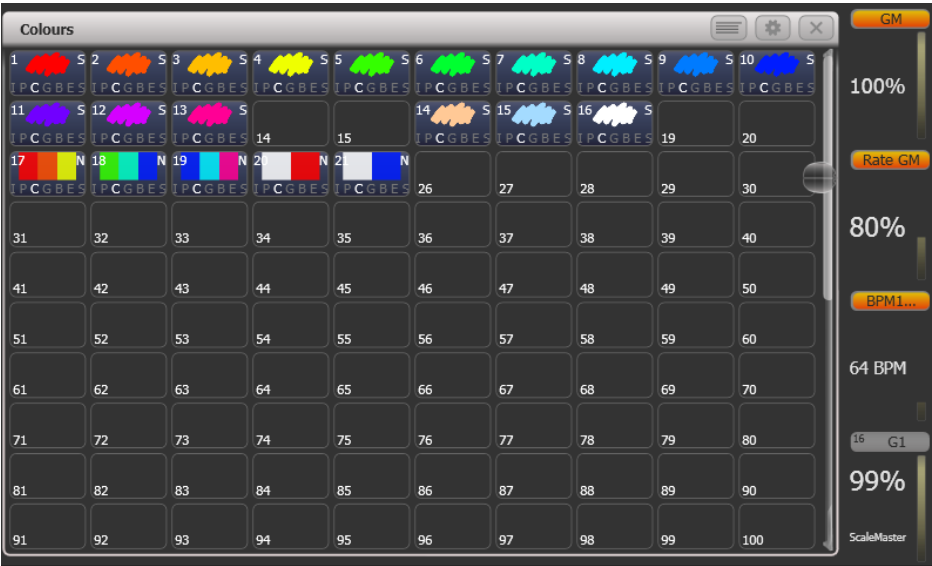 Colours
GM
1 S 2 S 3 S 4 S 5 S 6 S 7 S 8 S 9 S 10 S
IPCGBES IPCGBES IPCGBES IPCGBES IPCGBES IPCGBES IPCGBES IPCGBES IPCGBES IPCGBES
100%
11 S 12 S 13 S 14 15 14 S 15 S 16 S 19 20
IPCGBES IPCGBES IPCGBES IPCGBES IPCGBES IPCGBES
Rate GM
17 N 18 N 19 N 20 N 21 N 26 27 28 29 30
IPCGBES IPCGBES IPCGBES IPCGBES IPCGBES
80%
31 32 33 34 35 36 37 38 39 40
41 42 43 44 45 46 47 48 49 50
BPM1...
51 52 53 54 55 56 57 58 59 60
64 BPM
61 62 63 64 65 66 67 68 69 70
71 72 73 74 75 76 77 78 79 80
16 G1
81 82 83 84 85 86 87 88 89 90
99%
91 92 93 94 95 96 97 98 99 100
ScaleMaster